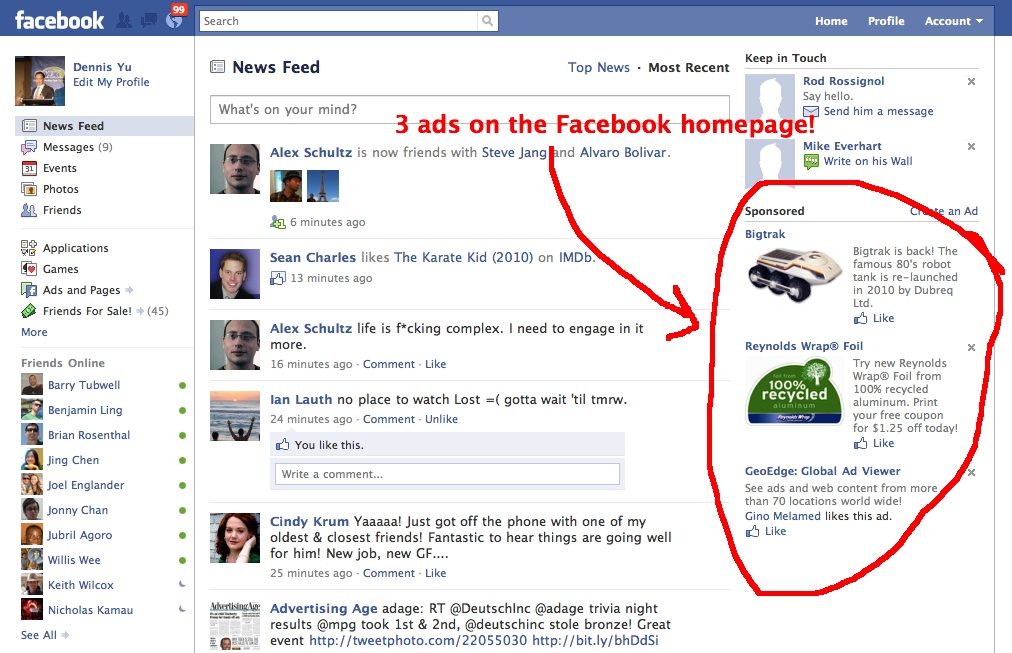 facebook
99
Search
Home
Profile
Account
Dennis Yu
Edit My Profile
News Feed
Messages (9)
Events
31
Photos
Friends
Applications
Games
Ads and Pages
Friends For Sale! (45)
More
Friends Online
Barry Tubwell
Benjamin Ling
Brian Rosenthal
Jing Chen
Joel Englander
Jonny Chan
Jubril Agoro
Willis Wee
Keith Wilcox
Nicholas Kamau
See All
News Feed
Top News · Most Recent
What's on your mind?
3 ads on the Facebook homepage!
Alex Schultz is now friends with Steve Jang and Alvaro Bolivar.
6 minutes ago
Sean Charles likes The Karate Kid (2010) on IMDb.
13 minutes ago
Alex Schultz life is f*cking complex. I need to engage in it
more.
16 minutes ago · Comment · Like
Ian Lauth no place to watch Lost =( gotta wait 'til tmrw.
24 minutes ago · Comment · Unlike
You like this.
Write a comment...
Cindy Krum Yaaaaa! Just got off the phone with one of my
oldest & closest friends! Fantastic to hear things are going well
for him! New job, new GF....
25 minutes ago · Comment · Like
AdvertisingAge
Advertising Age adage: RT @DeutschInc @adage trivia night
results @mpg took 1st & 2nd, @deutschinc stole bronze! Great
event http://tweetphoto.com/22055030 http://bit.ly/bhDdSi
Keep in Touch
Rod Rossignol
Say hello.
Send him a message
Mike Everhart
Write on his Wall
Sponsored
Create an Ad
Bigtrak
Bigtrak is back! The
famous 80's robot
tank is re-launched
in 2010 by Dubreq
Ltd.
Like
Reynolds Wrap® Foil
foil from
100%
recycled
aluminum
Reynolds Wrap
Try new Reynolds
Wrap® Foil from
100% recycled
aluminum. Print
your free coupon
for $1.25 off today!
Like
GeoEdge: Global Ad Viewer
See ads and web content from more
than 70 locations world wide!
Gino Melamed likes this ad.
Like